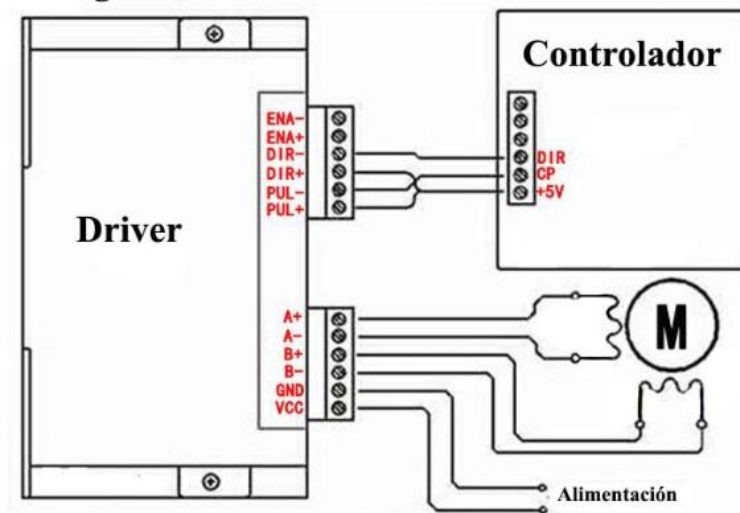 Controlador
ENA-
ENA+
DIR-
DIR+
PUL-
PUL+
DIR
CP
+5V
Driver
A+
A-
B+
B-
GND
VCC
M
Alimentación